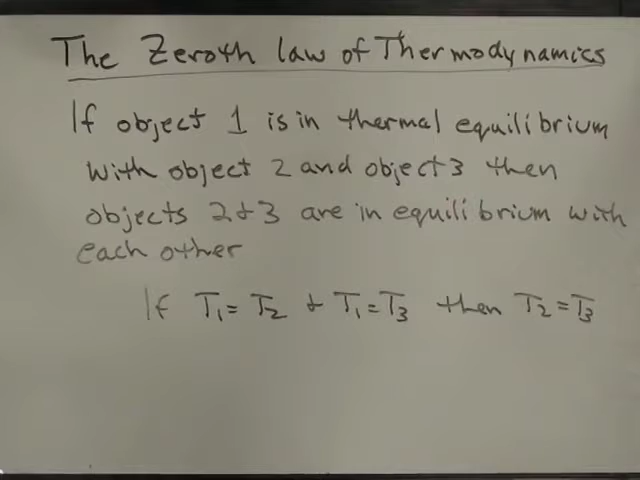 The Zeroth law of Thermodynamics
If object 1 is in thermal equilibrium
with object 2 and object 3 then
objects 2 & 3 are in equilibrium with
each other
If T₁ = T₂ & T₁ = T₃ then T₂ = T₃